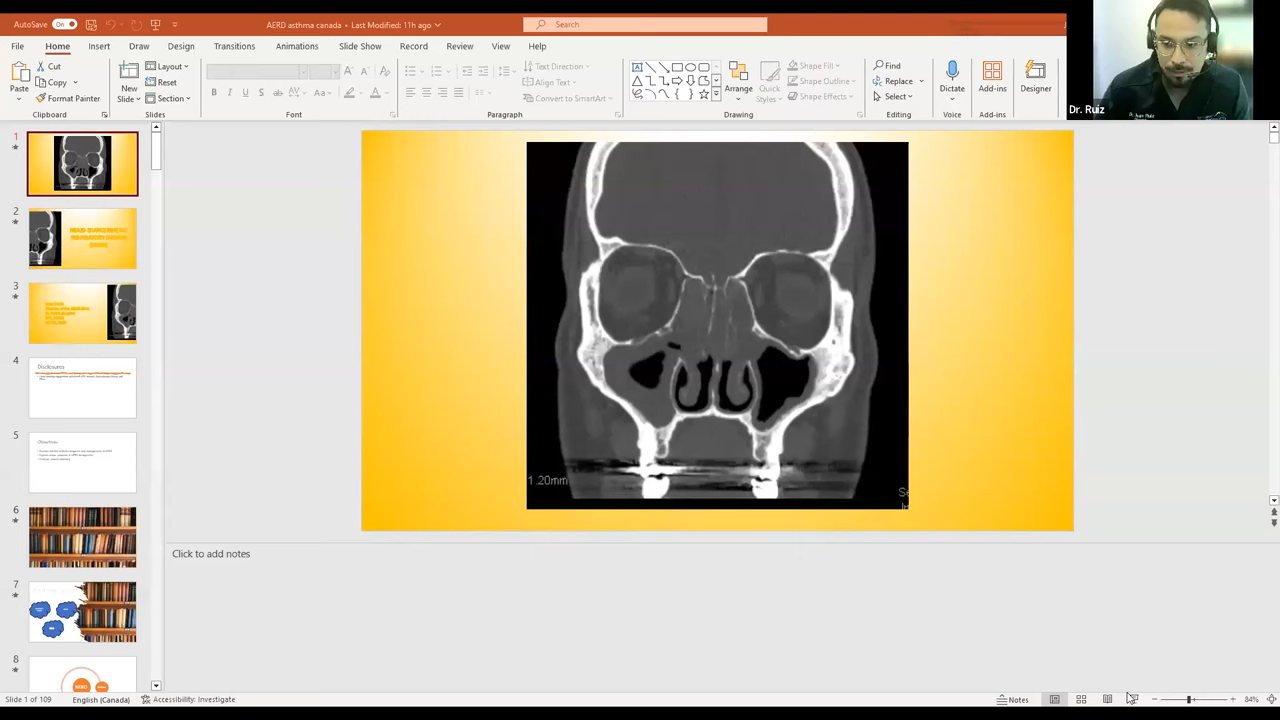 AutoSave On AERD asthma canada • Last Modified: 11h ago Search
File Home Insert Draw Design Transitions Animations Slide Show Record Review View Help
Paste
Cut
Copy
Format Painter
Clipboard
New Slide
Layout
Reset
Section
Slides
Font
Text Direction
Align Text
Convert to SmartArt
Paragraph
Arrange
Quick Styles
Shape Fill
Shape Outline
Shape Effects
Drawing
Find
Replace
Select
Editing
Dictate
Voice
Add-ins
Add-ins
Designer
Dr. Ruiz
1
2
3
4
Disclosures
5
Objectives
6
7
8
1.20mm
Click to add notes
Slide 1 of 109 English (Canada) Accessibility: Investigate Notes 84%